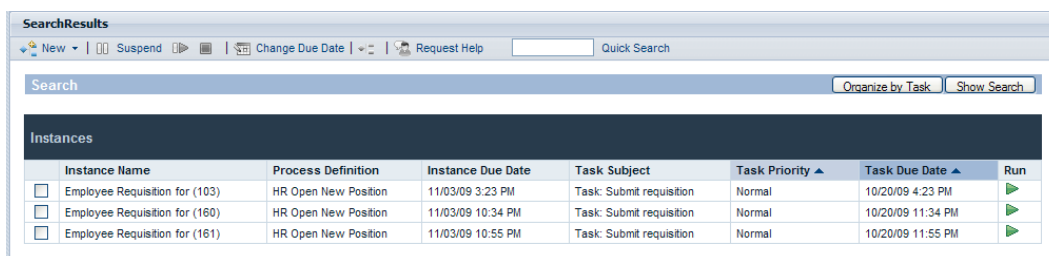 SearchResults
New Suspend Change Due Date Request Help Quick Search
Search Organize by Task Show Search
Instances
Instance Name Process Definition Instance Due Date Task Subject Task Priority Task Due Date Run
Employee Requisition for (103) HR Open New Position 11/03/09 3:23 PM Task: Submit requisition Normal 10/20/09 4:23 PM
Employee Requisition for (160) HR Open New Position 11/03/09 10:34 PM Task: Submit requisition Normal 10/20/09 11:34 PM
Employee Requisition for (161) HR Open New Position 11/03/09 10:55 PM Task: Submit requisition Normal 10/20/09 11:55 PM